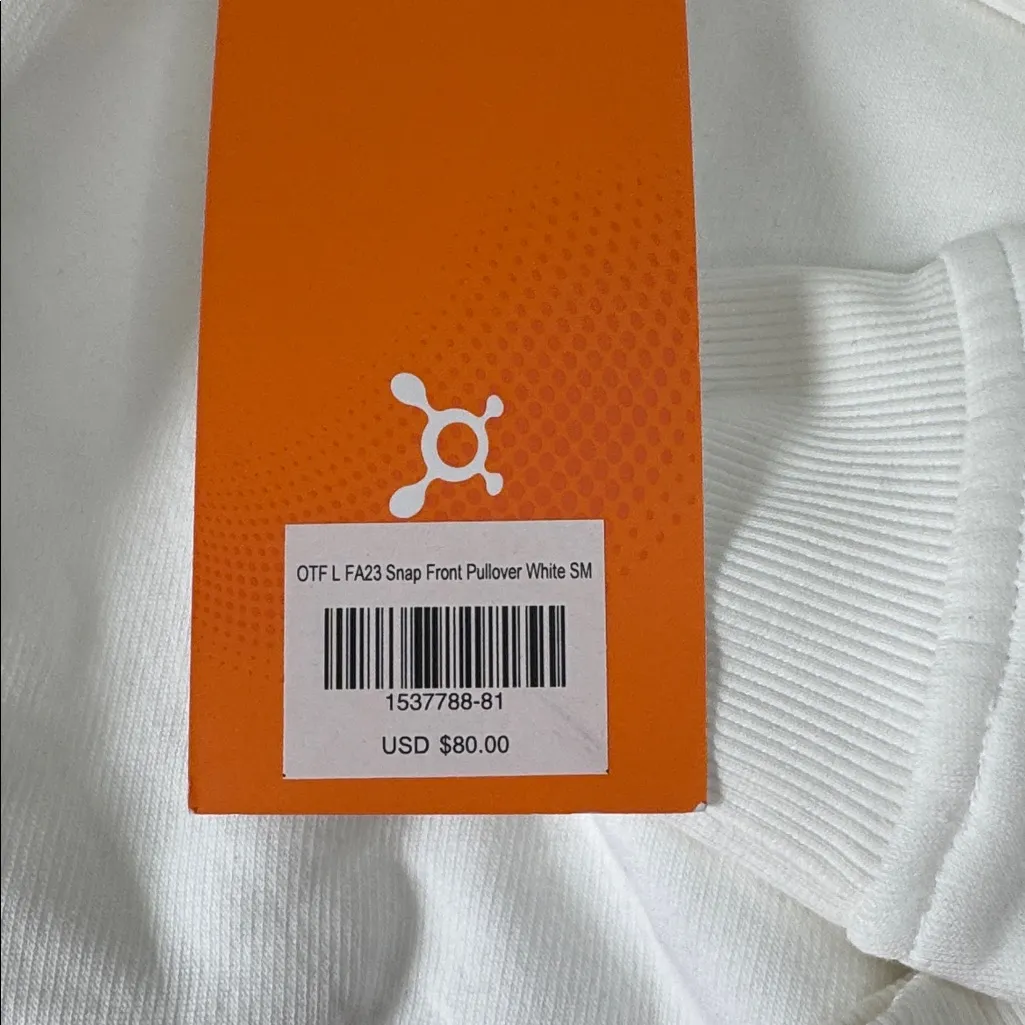 OTF L FA23 Snap Front Pullover White SM
1537788-81
USD $80.00